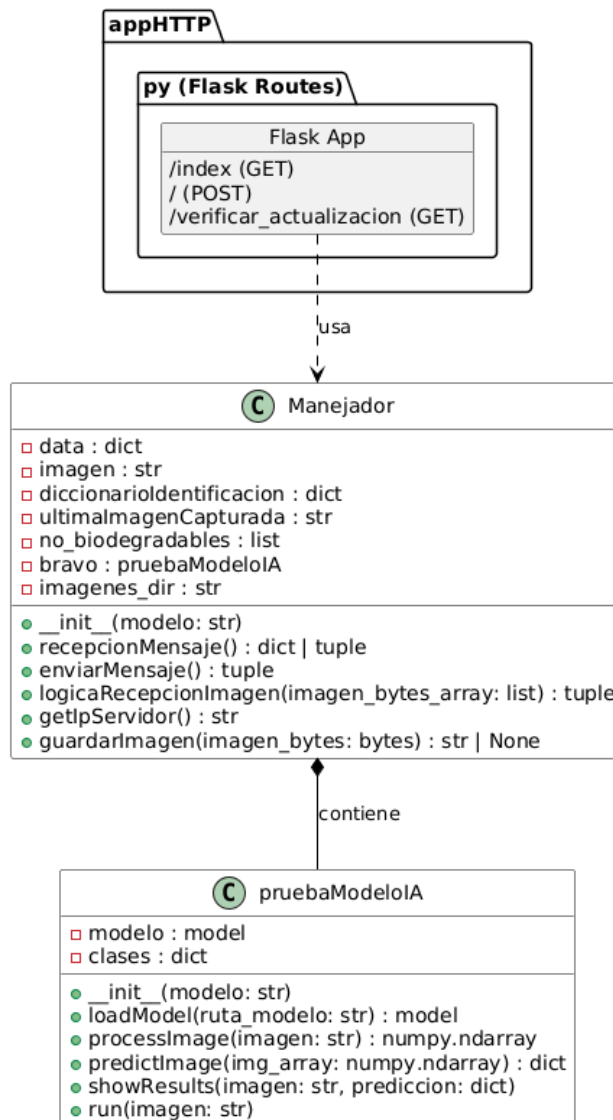 appHTTP
py (Flask Routes)
Flask App
/index (GET)
/ (POST)
/verificar_actualizacion (GET)
usa
C Manejador
data : dict
imagen : str
diccionarioIdentificacion : dict
ultimaImagenCapturada : str
no_biodegradables : list
bravo : pruebaModeloIA
imagenes_dir : str
__init__(modelo: str)
recepcionMensaje() : dict | tuple
enviarMensaje() : tuple
logicaRecepcionImagen(imagen_bytes_array: list) : tuple
getIpServidor() : str
guardarImagen(imagen_bytes: bytes) : str | None
contiene
C pruebaModeloIA
modelo : model
clases : dict
__init__(modelo: str)
loadModel(ruta_modelo: str) : model
processImage(imagen: str) : numpy.ndarray
predictImage(img_array: numpy.ndarray) : dict
showResults(imagen: str, prediccion: dict)
run(imagen: str)